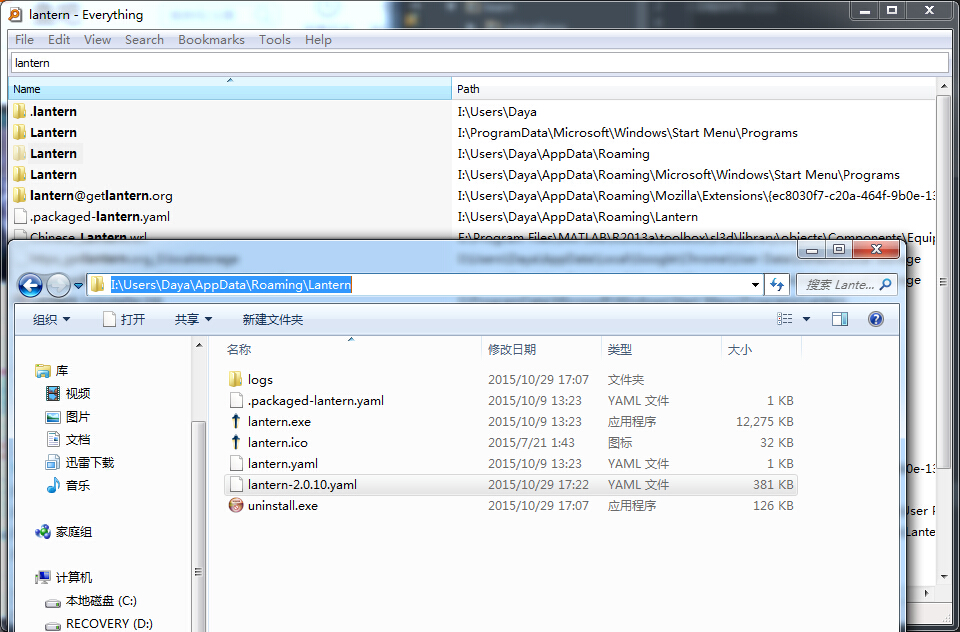 lantern - Everything
File Edit View Search Bookmarks Tools Help
lantern
Name Path
.lantern I:\Users\Daya
Lantern I:\ProgramData\Microsoft\Windows\Start Menu\Programs
Lantern I:\Users\Daya\AppData\Roaming
Lantern I:\Users\Daya\AppData\Roaming\Microsoft\Windows\Start Menu\Programs
lantern@getlantern.org I:\Users\Daya\AppData\Roaming\Mozilla\Extensions\{ec8030f7-c20a-464f-9b0e-13
.packaged-lantern.yaml I:\Users\Daya\AppData\Roaming\Lantern
Chinese_Lantern.wrl F:\Program Files\MATLAB\R2013a\toolbox\sl3d\library\objects\Components\Equip
I:\Users\Daya\AppData\Roaming\Lantern
搜索 Lante...
组织 打开 共享 新建文件夹
名称 修改日期 类型 大小
logs 2015/10/29 17:07 文件夹
.packaged-lantern.yaml 2015/10/9 13:23 YAML 文件 1 KB
lantern.exe 2015/10/9 13:23 应用程序 12,275 KB
lantern.ico 2015/7/21 1:43 图标 32 KB
lantern.yaml 2015/10/9 13:23 YAML 文件 1 KB
lantern-2.0.10.yaml 2015/10/29 17:22 YAML 文件 381 KB
uninstall.exe 2015/10/29 17:07 应用程序 126 KB
库
视频
图片
文档
迅雷下载
音乐
家庭组
计算机
本地磁盘 (C:)
RECOVERY (D:)